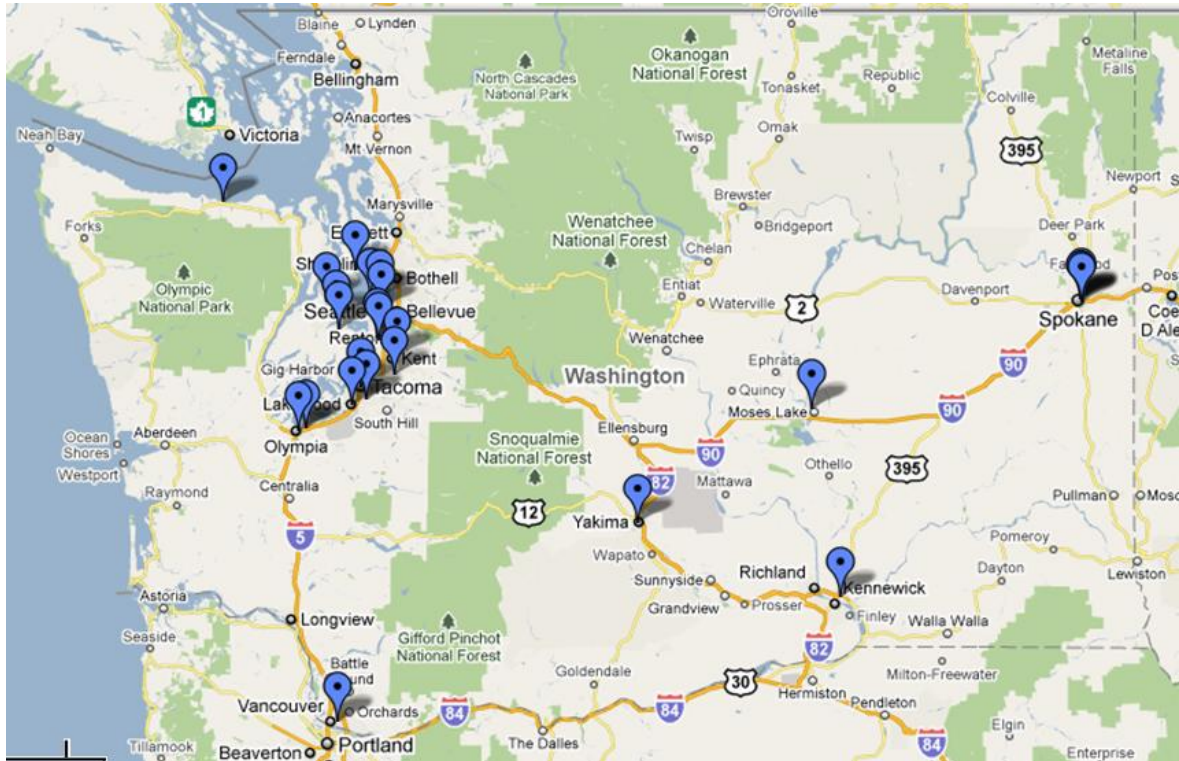 Oroville
Blaine
Lynden
Ferndale
Bellingham
North Cascades
National Park
Okanogan
National Forest
Tonasket
Republic
Metaline
Falls
Colville
1
Victoria
Anacortes
Mt Vernon
Neah Bay
Twisp
Omak
395
Newport
Brewster
Bridgeport
Marysville
Forks
Wenatchee
National Forest
Chelan
Deer Park
Olympic
National Park
Bothell
Entiat
Waterville
2
Davenport
Spokane
Seattle
Bellevue
Wenatchee
Ephrata
90
Kent
Gig Harbor
Tacoma
Washington
Quincy
Moses Lake
90
South Hill
Ocean
Shores
Westport
Aberdeen
Olympia
Snoqualmie
National Forest
Ellensburg
90
82
Mattawa
Othello
395
Raymond
Centralia
5
12
Yakima
Pullman
Wapato
Pomeroy
Sunnyside
Richland
Kennewick
Dayton
Lewiston
Grandview
Prosser
Finley
Walla Walla
Astoria
Longview
Seaside
Gifford Pinchot
National Forest
82
Battle
Goldendale
30
Hermiston
Milton-Freewater
Vancouver
Orchards
84
84
Pendleton
Elgin
Tillamook
Beaverton
Portland
The Dalles
84
Enterprise